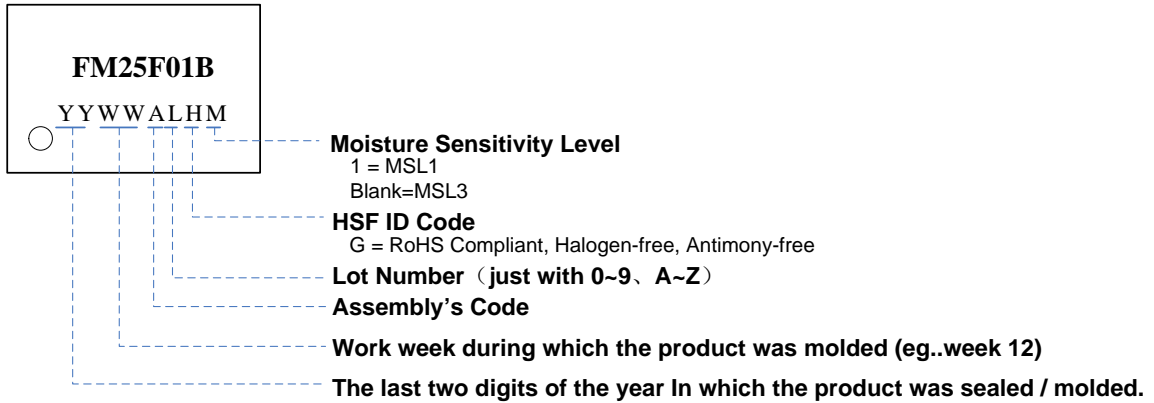 FM25F01B
YYWWALHM
Moisture Sensitivity Level
1 = MSL1
Blank=MSL3
HSF ID Code
G = RoHS Compliant, Halogen-free, Antimony-free
Lot Number（just with 0~9、A~Z）
Assembly’s Code
Work week during which the product was molded (eg..week 12)
The last two digits of the year In which the product was sealed / molded.